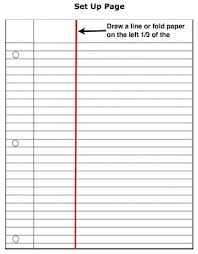 Set Up Page
Draw a line or fold paper
on the left 1/3 of the